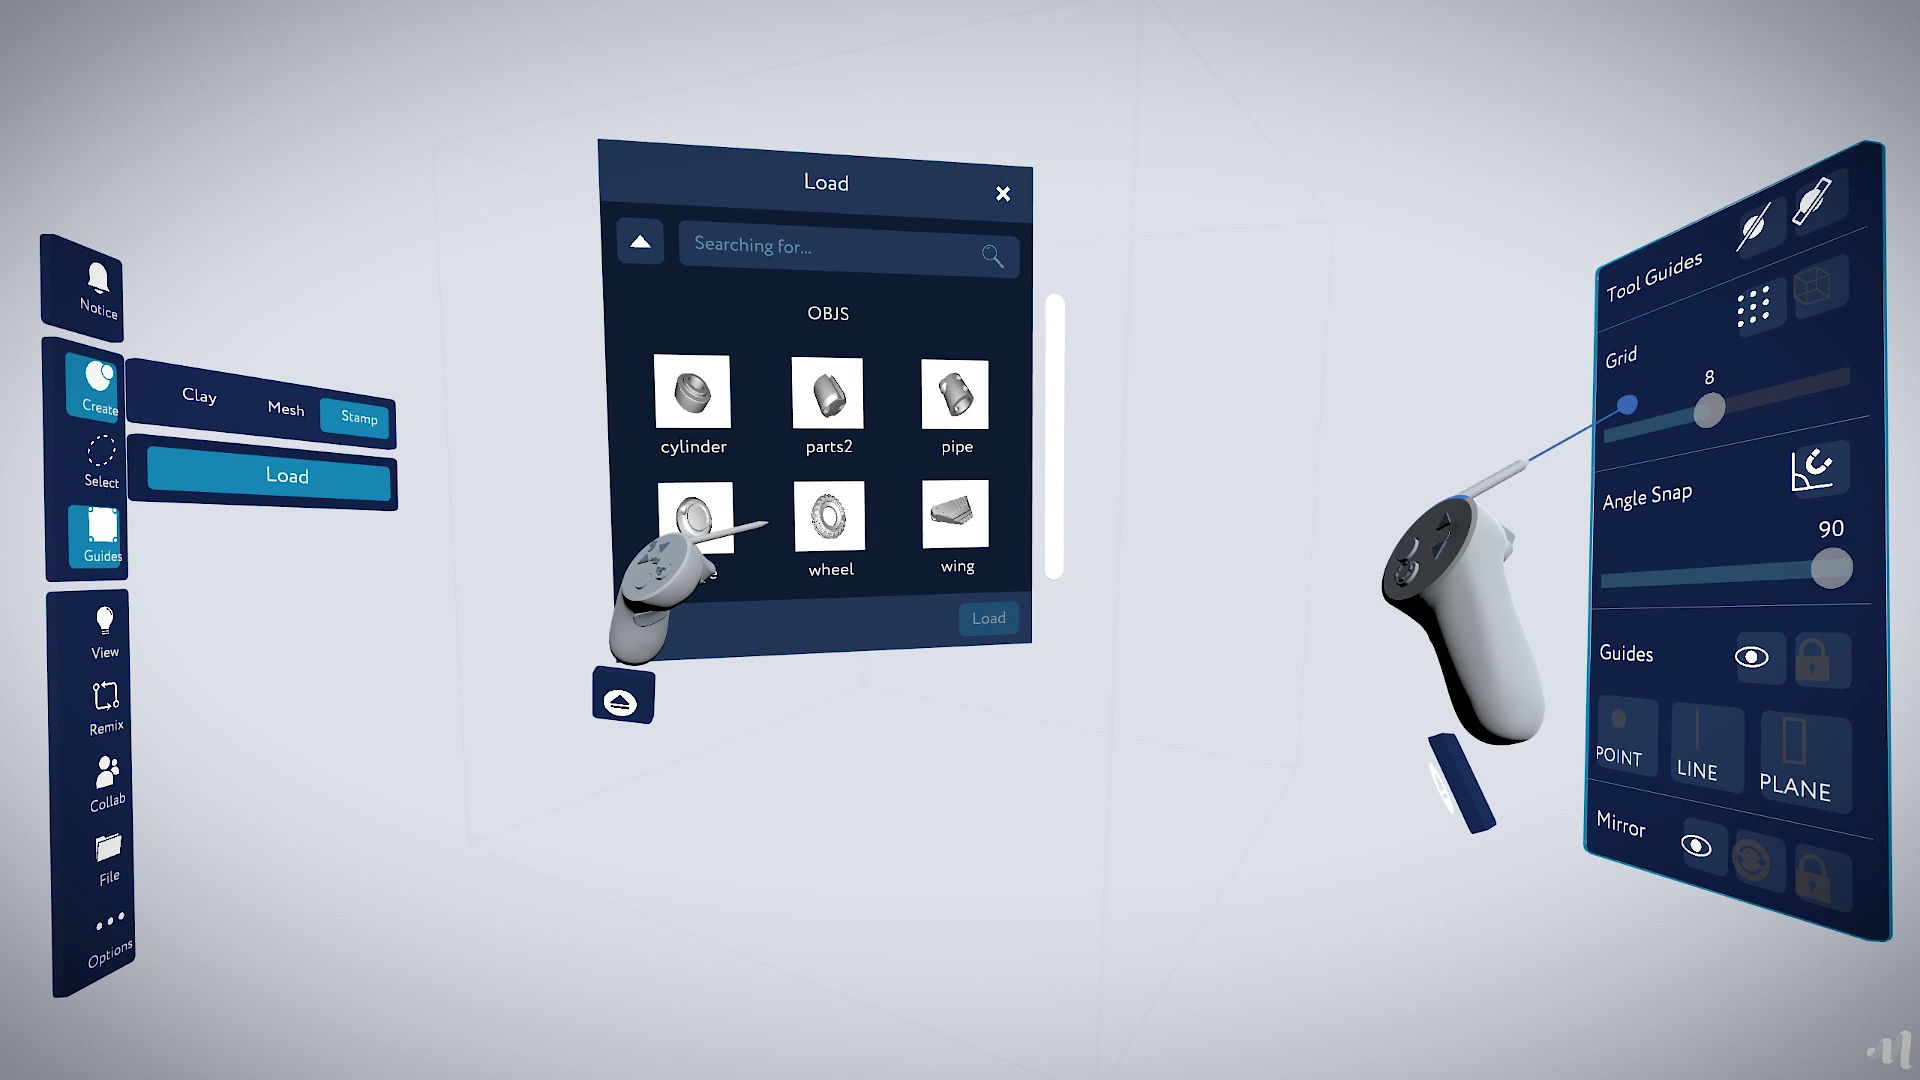 Notice
Create
Select
Guides
View
Remix
Collab
File
Options
Clay Mesh Stamp
Load
Load
Searching for...
OBJS
cylinder parts2 pipe
wheel wing
Load
Tool Guides
Grid
8
Angle Snap
90
Guides
POINT LINE PLANE
Mirror